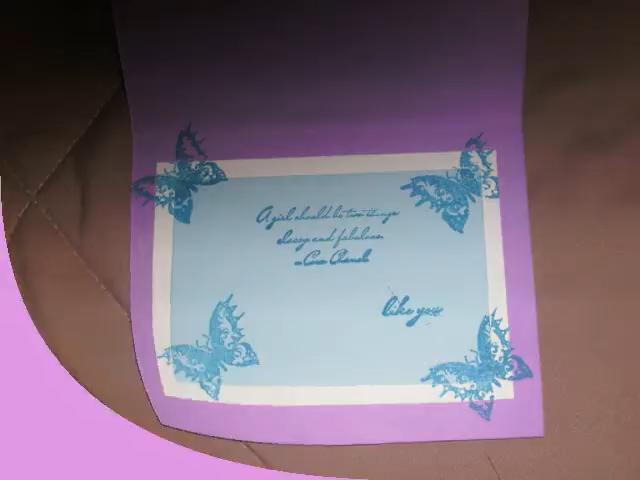 A girl should be two things
classy and fabulous
- Coco Chanel
like you